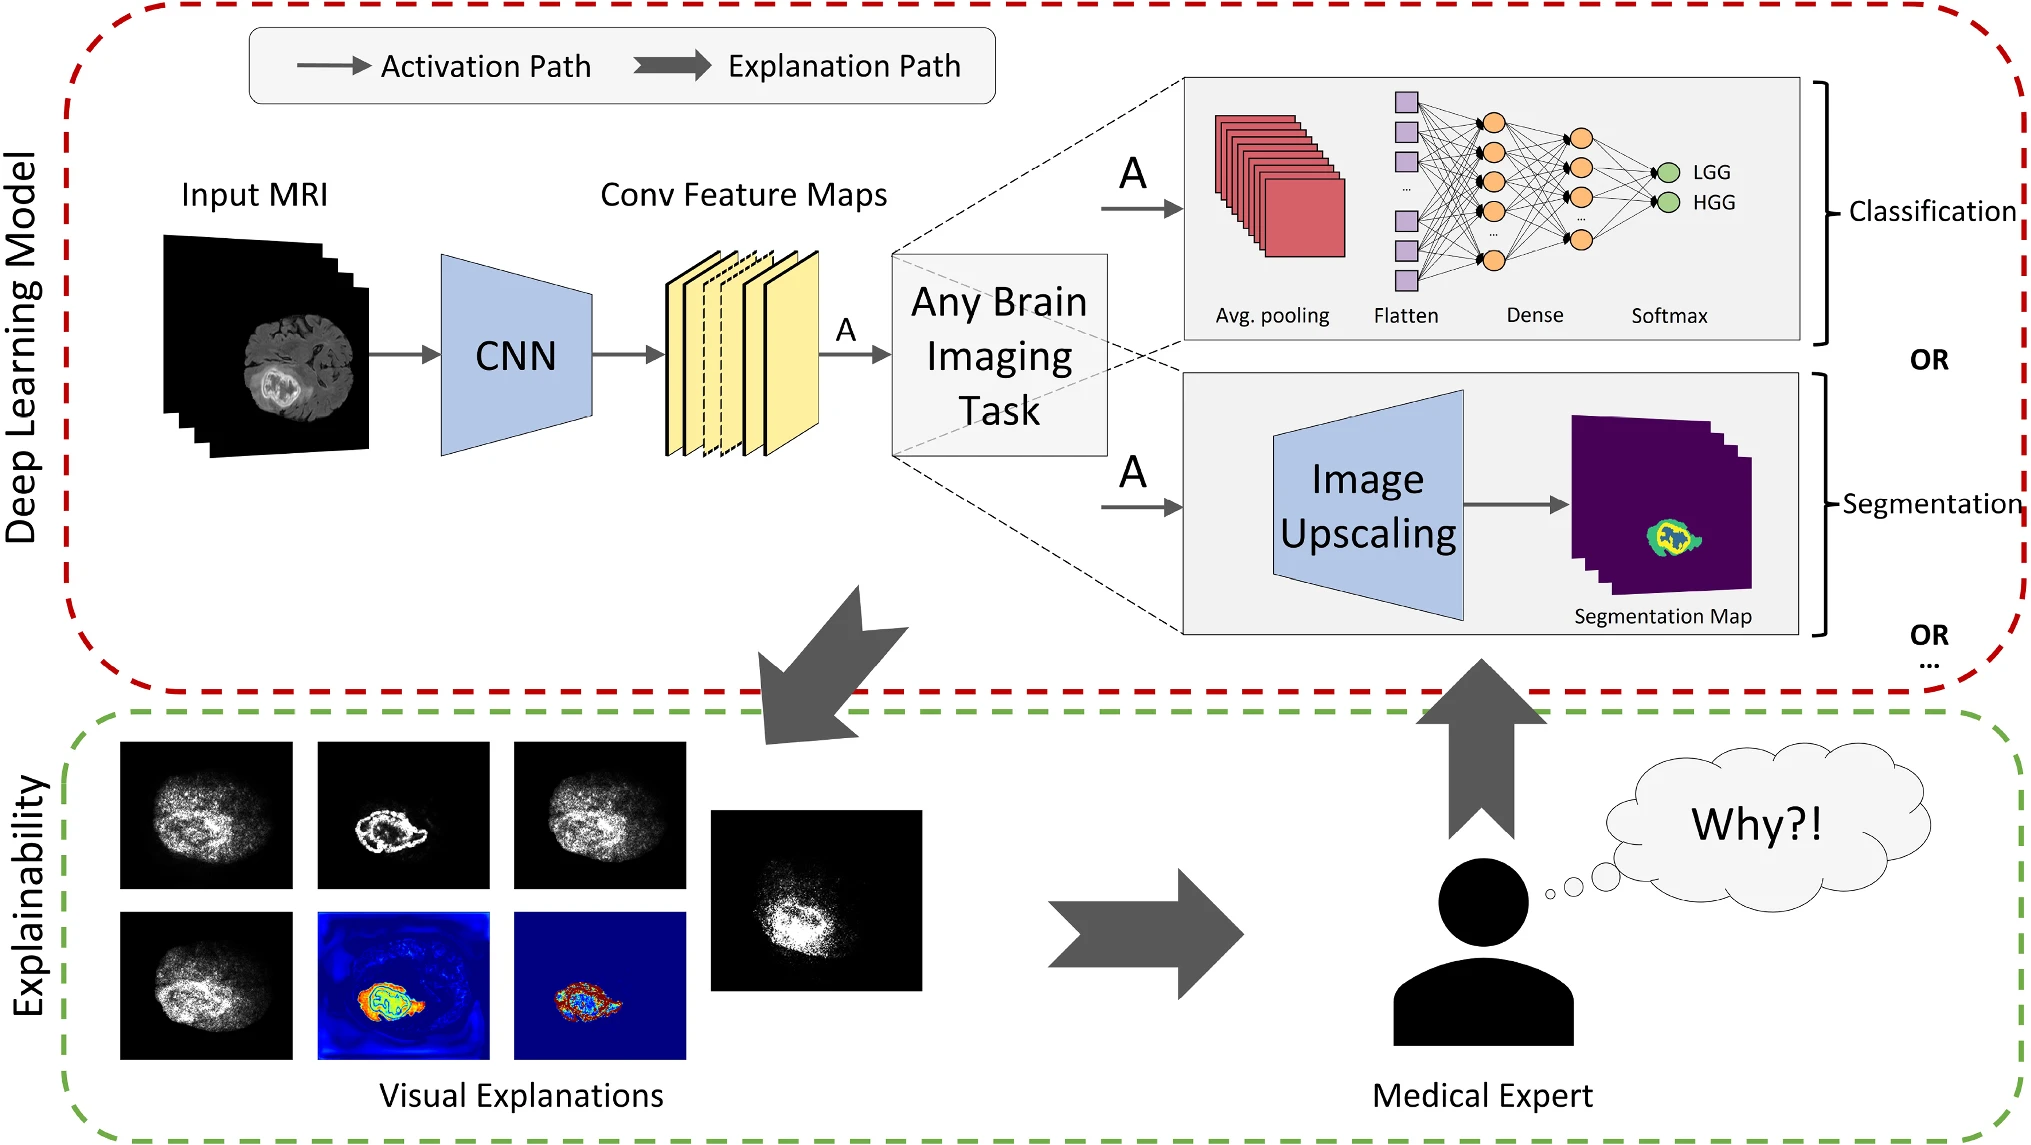 Activation Path
Explanation Path
Deep Learning Model
Input MRI
CNN
Conv Feature Maps
A
Any Brain
Imaging
Task
A
Avg. pooling
...
Flatten
...
...
Dense
LGG
HGG
Softmax
Classification
OR
A
Image
Upscaling
Segmentation Map
Segmentation
OR
...
Explainability
Visual Explanations
Why?!
Medical Expert